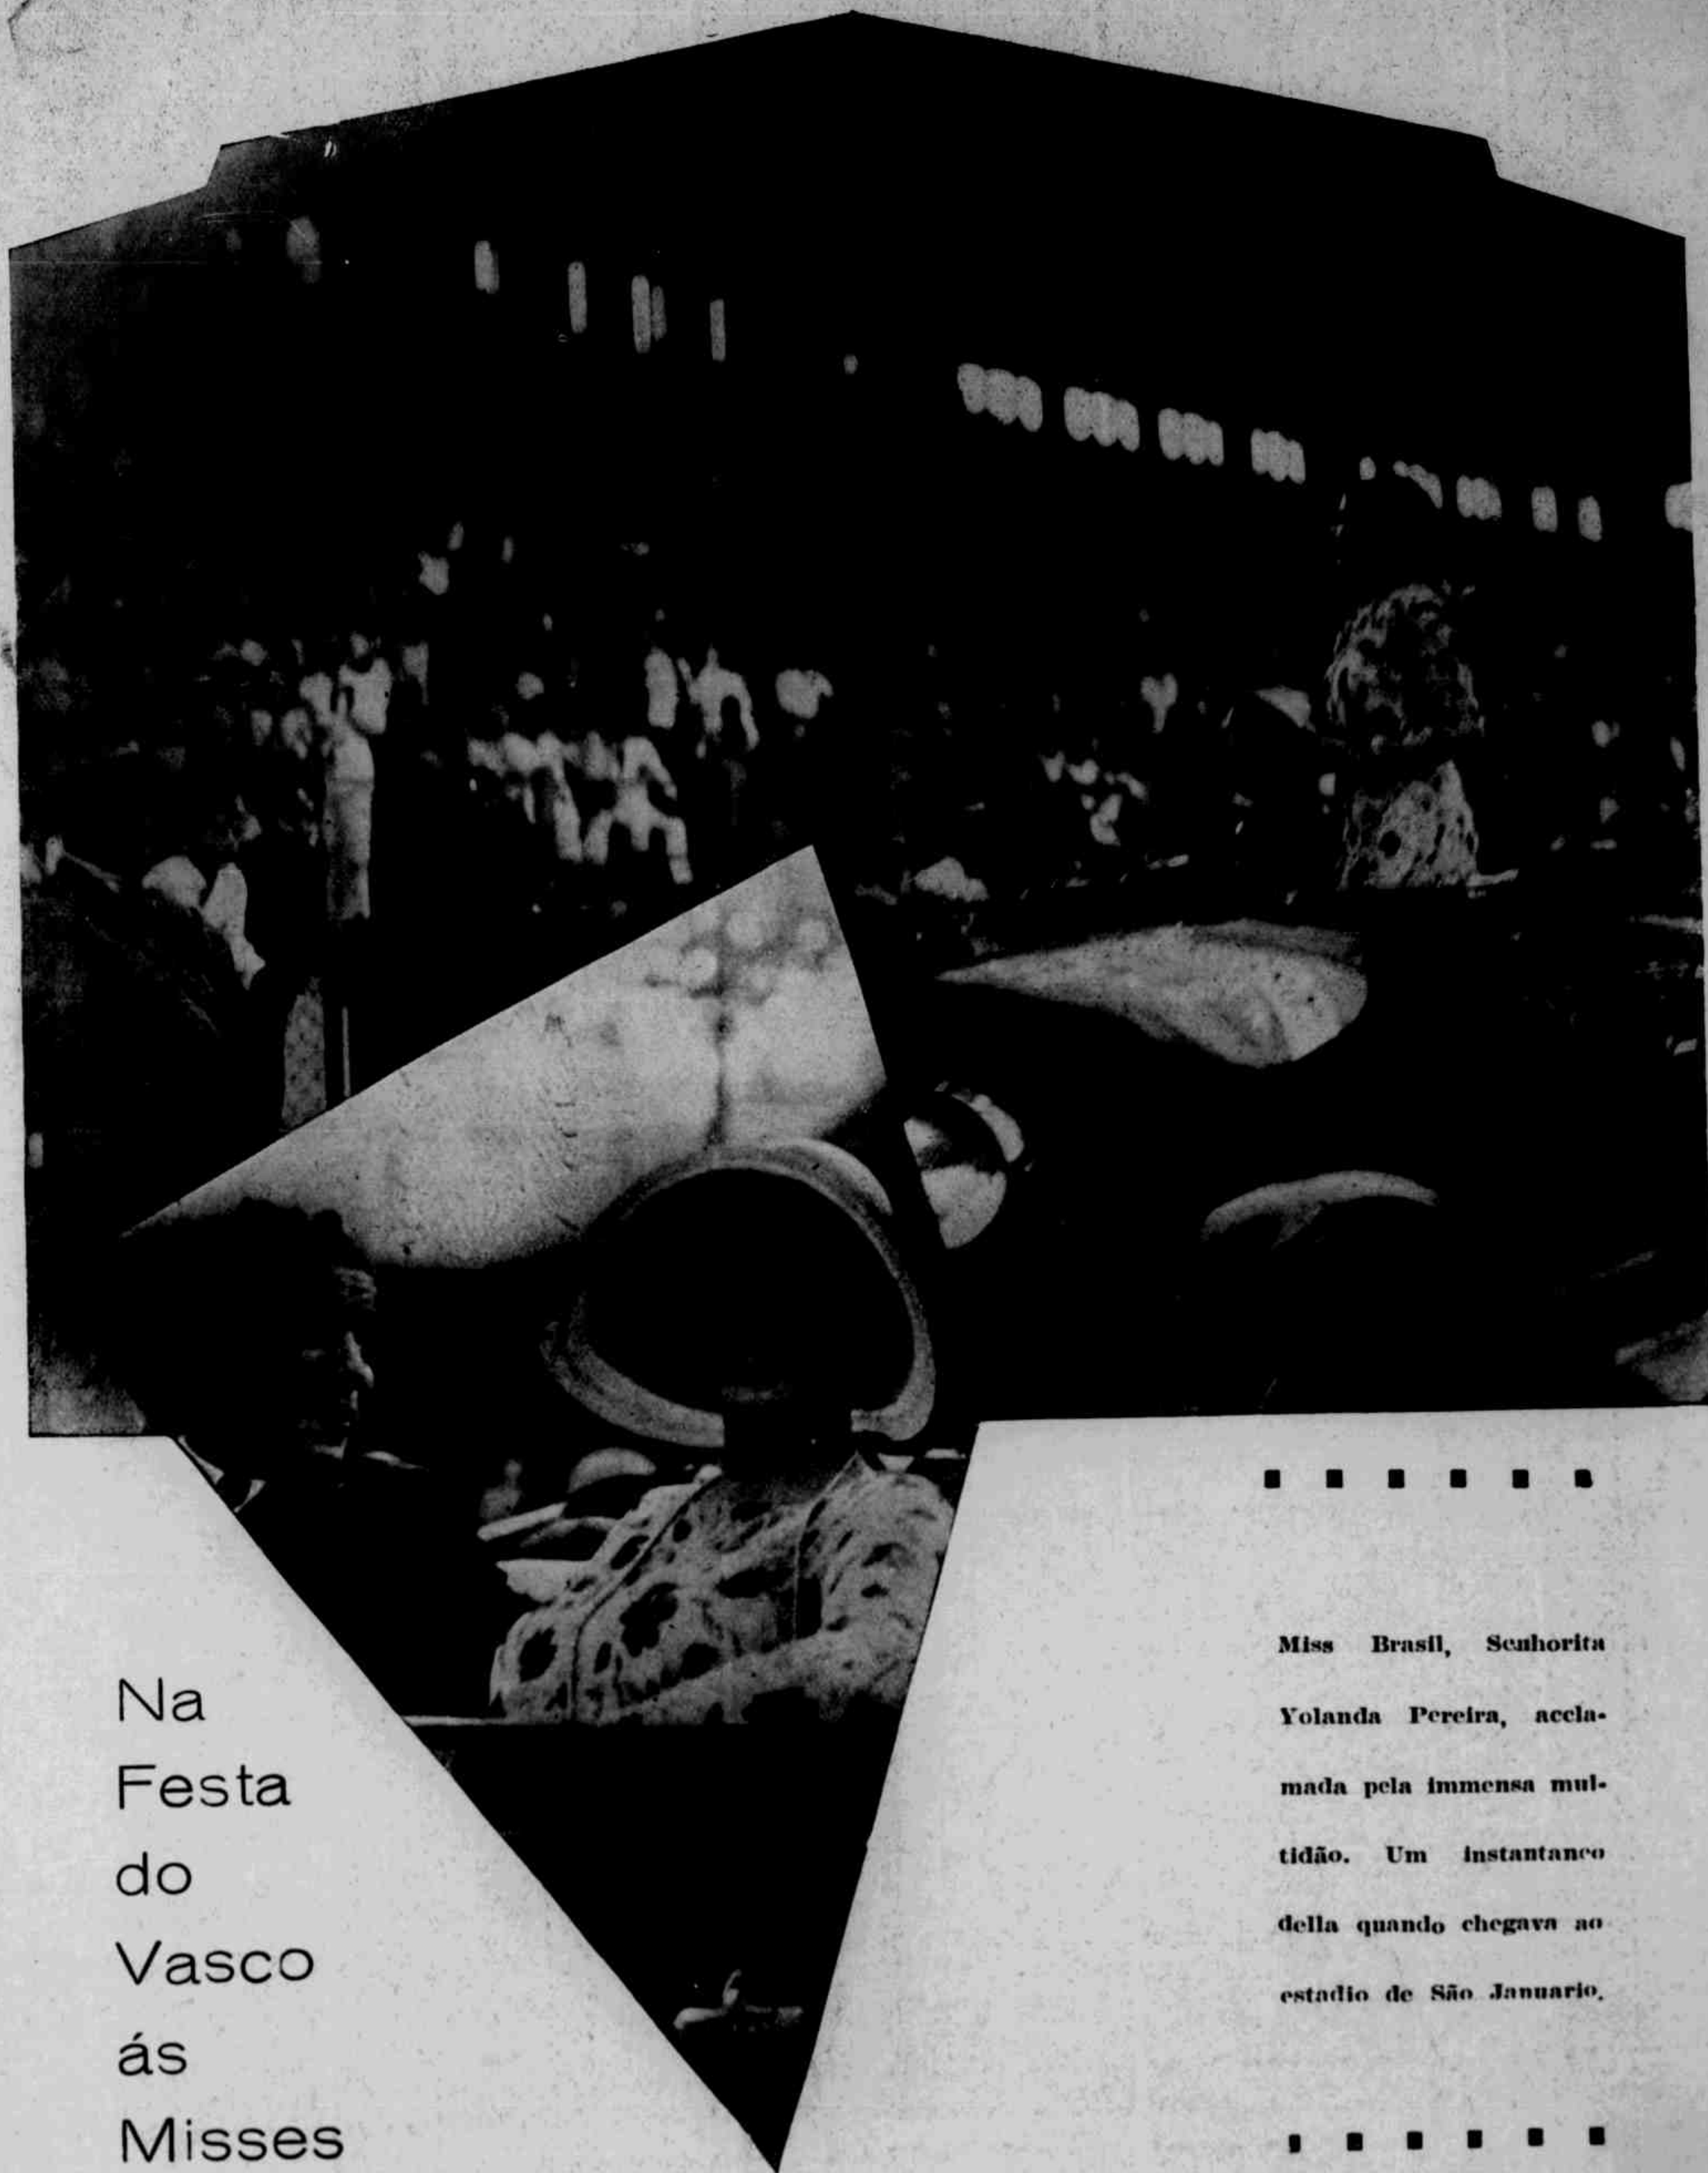 Na
Festa
do
Vasco
ás
Misses
Miss Brasil, Senhorita
Yolanda Pereira, accla-
mada pela immensa mul-
tidão. Um instantaneo
della quando chegava ao
estadio de São Januario.